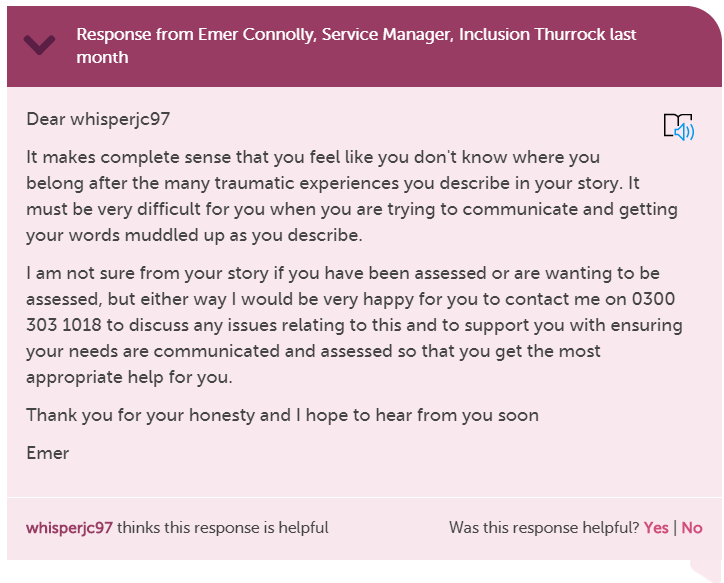 Response from Emer Connolly, Service Manager, Inclusion Thurrock last
month
Dear whisperjc97
It makes complete sense that you feel like you don't know where you
belong after the many traumatic experiences you describe in your story. It
must be very difficult for you when you are trying to communicate and getting
your words muddled up as you describe.
I am not sure from your story if you have been assessed or are wanting to be
assessed, but either way I would be very happy for you to contact me on 0300
303 1018 to discuss any issues relating to this and to support you with ensuring
your needs are communicated and assessed so that you get the most
appropriate help for you.
Thank you for your honesty and I hope to hear from you soon
Emer
whisperjc97 thinks this response is helpful
Was this response helpful? Yes | No